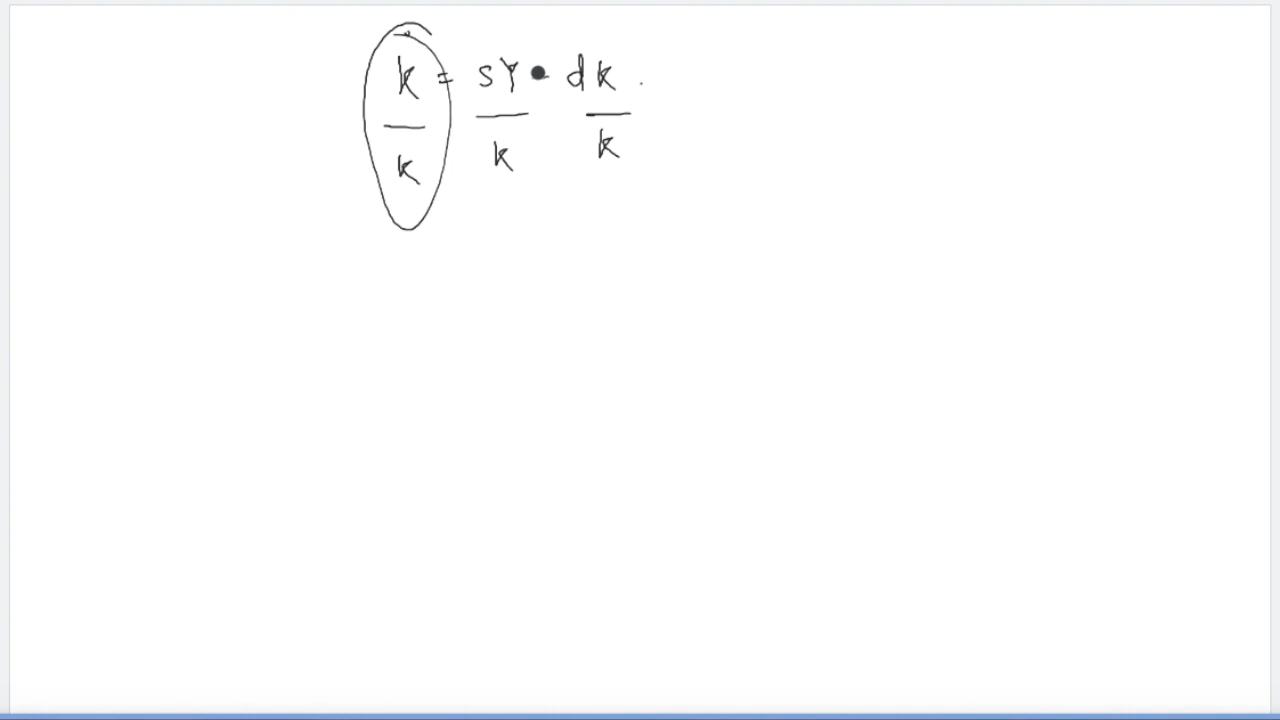 k̇ = sY - dk
k k k